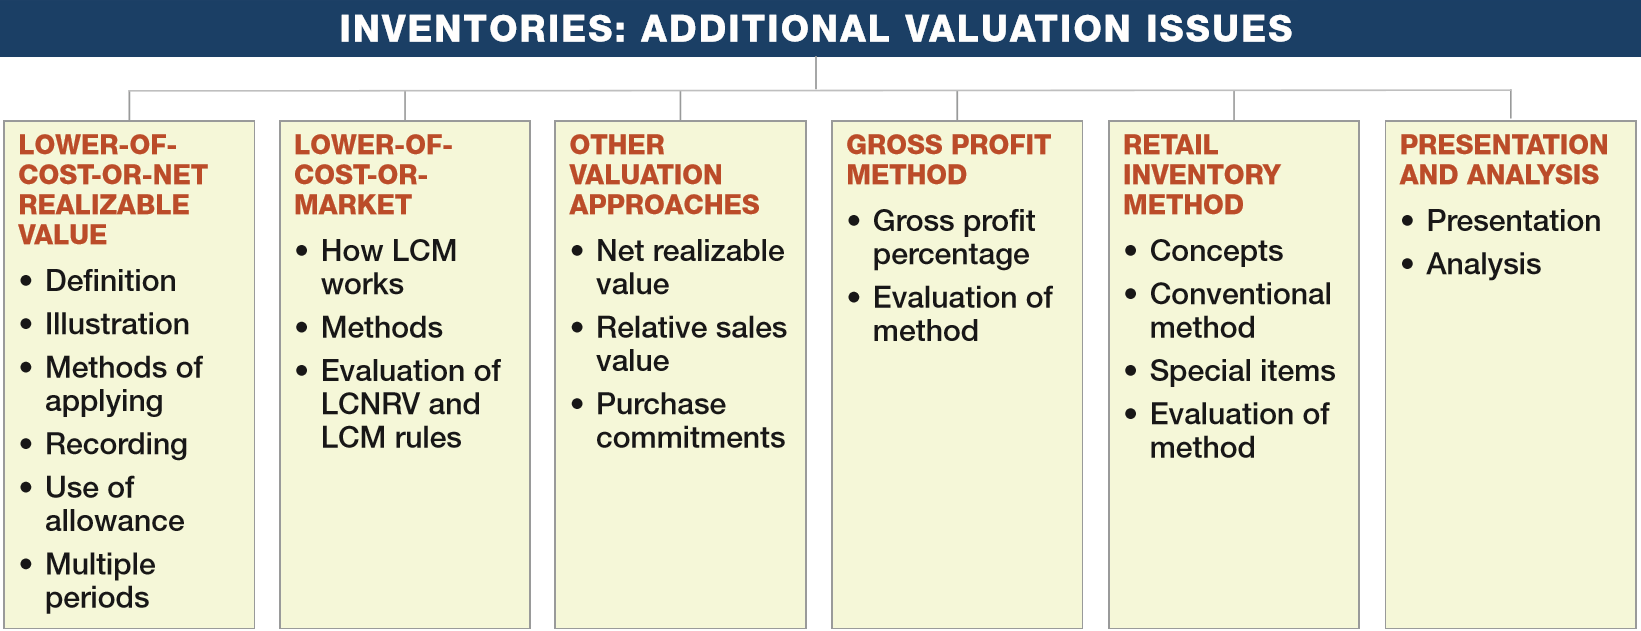 INVENTORIES: ADDITIONAL VALUATION ISSUES
LOWER-OF-
COST-OR-NET
REALIZABLE
VALUE
• Definition
• Illustration
• Methods of
applying
• Recording
• Use of
allowance
• Multiple
periods
LOWER-OF-
COST-OR-
MARKET
• How LCM
works
• Methods
• Evaluation of
LCNRV and
LCM rules
OTHER
VALUATION
APPROACHES
• Net realizable
value
• Relative sales
value
• Purchase
commitments
GROSS PROFIT
METHOD
• Gross profit
percentage
• Evaluation of
method
RETAIL
INVENTORY
METHOD
• Concepts
• Conventional
method
• Special items
• Evaluation of
method
PRESENTATION
AND ANALYSIS
• Presentation
• Analysis